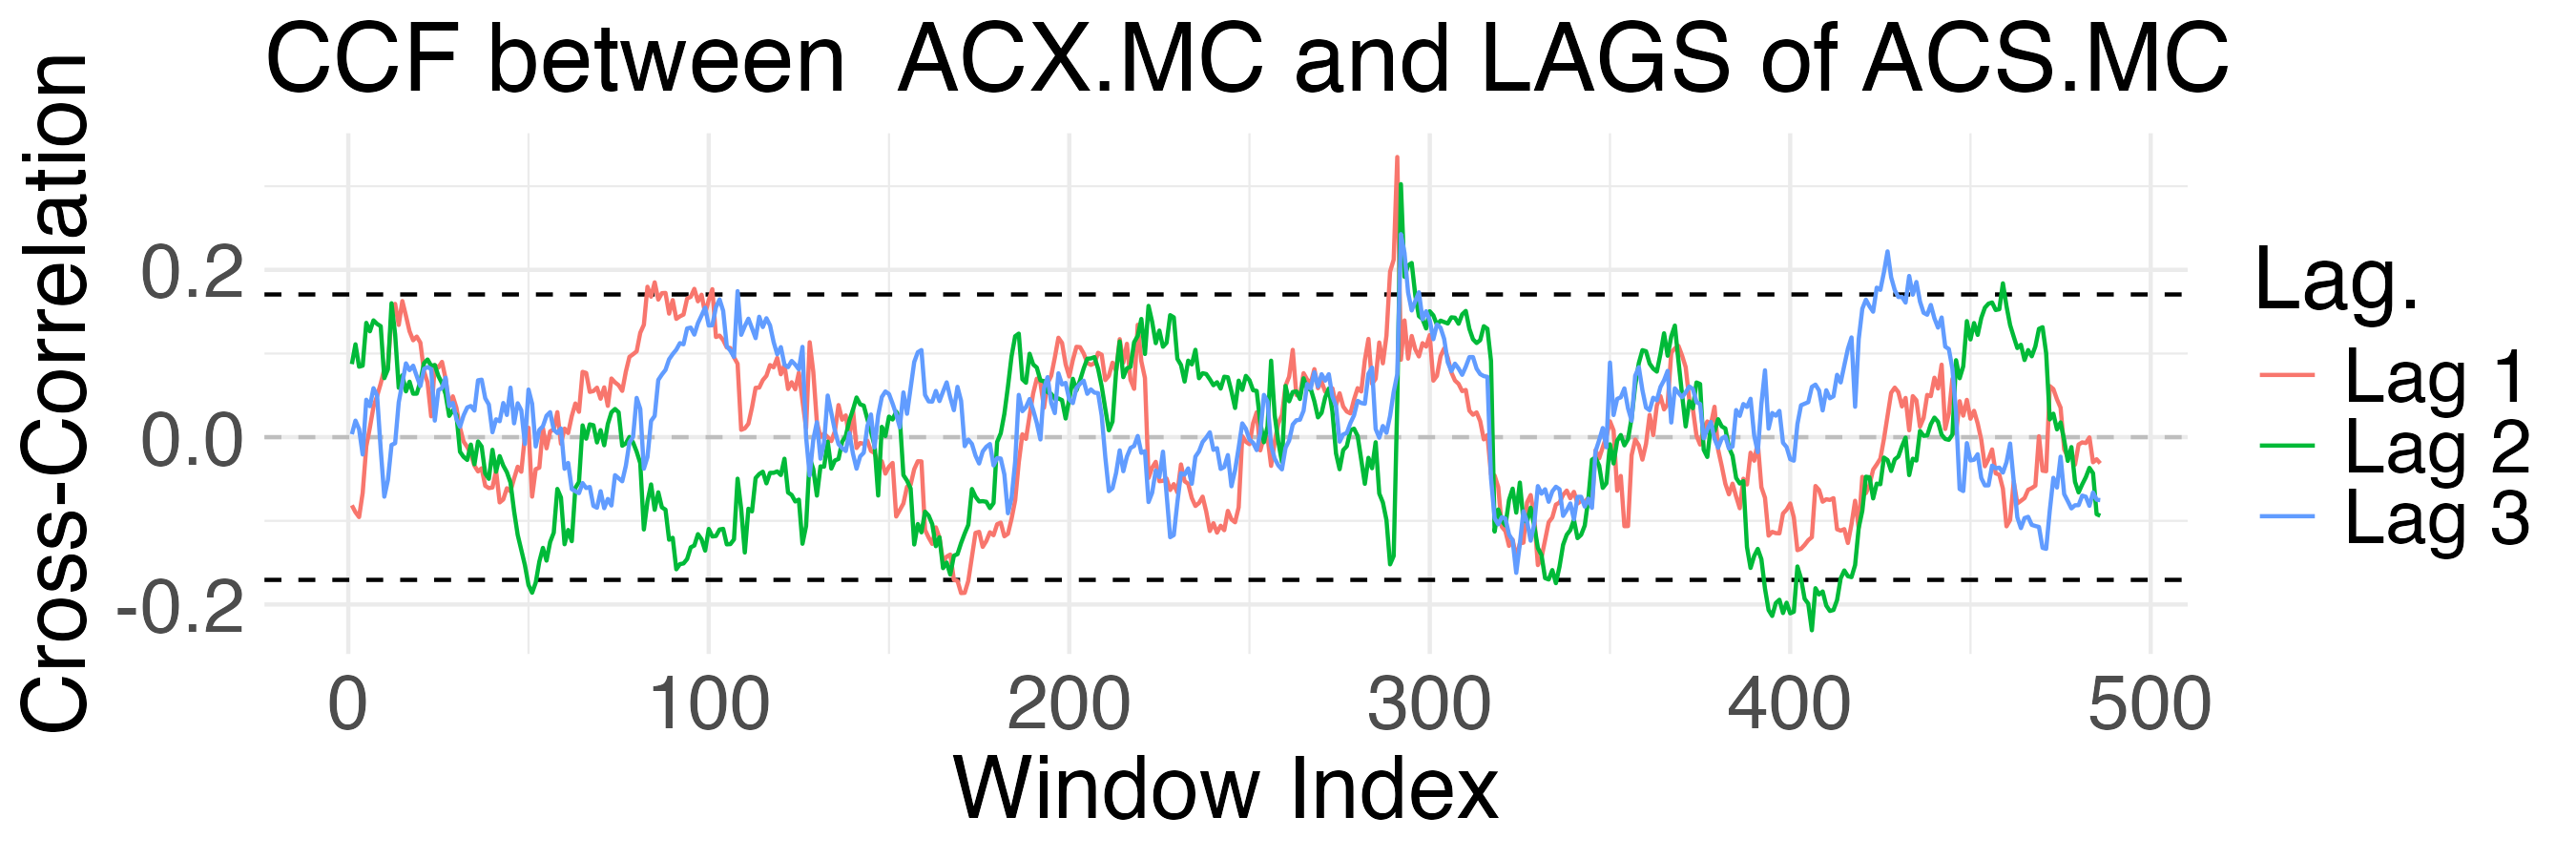 CCF between  ACX.MC and LAGS of ACS.MC
Cross-Correlation
0.2
0.0
-0.2
0 100 200 300 400 500
Window Index
Lag.
Lag 1
Lag 2
Lag 3